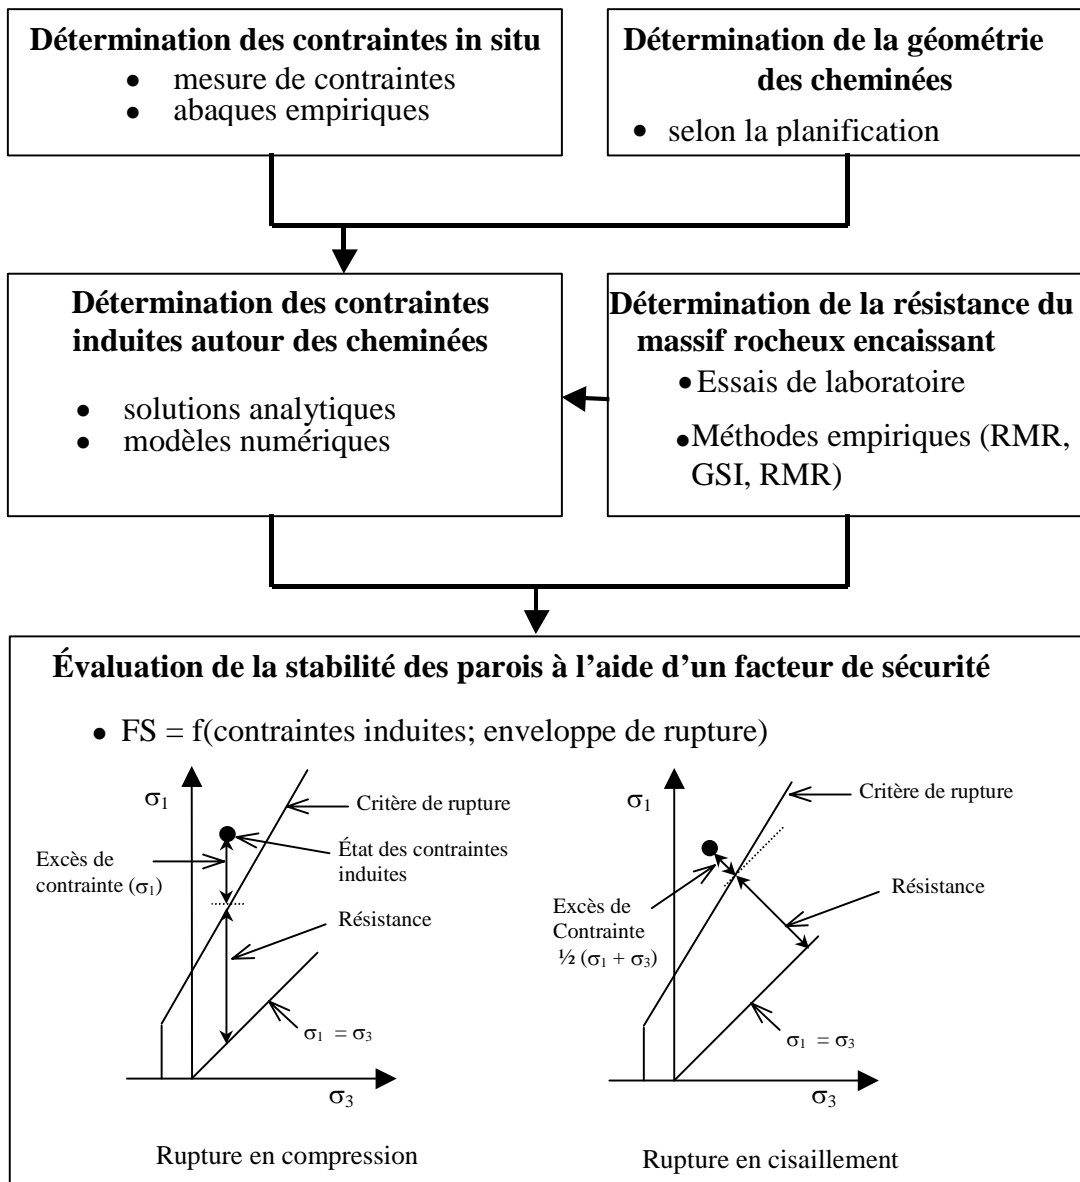 Détermination des contraintes in situ
• mesure de contraintes
• abaques empiriques
Détermination de la géométrie
des cheminées
• selon la planification
Détermination des contraintes
induites autour des cheminées
• solutions analytiques
• modèles numériques
Détermination de la résistance du
massif rocheux encaissant
• Essais de laboratoire
• Méthodes empiriques (RMR,
GSI, RMR)
Évaluation de la stabilité des parois à l’aide d’un facteur de sécurité
• FS = f(contraintes induites; enveloppe de rupture)
σ1
Critère de rupture
Excès de
contrainte (σ1)
État des contraintes
induites
Résistance
σ1 = σ3
σ3
Rupture en compression
σ1
Critère de rupture
Résistance
Excès de
Contrainte
½ (σ1 + σ3)
σ1 = σ3
σ3
Rupture en cisaillement